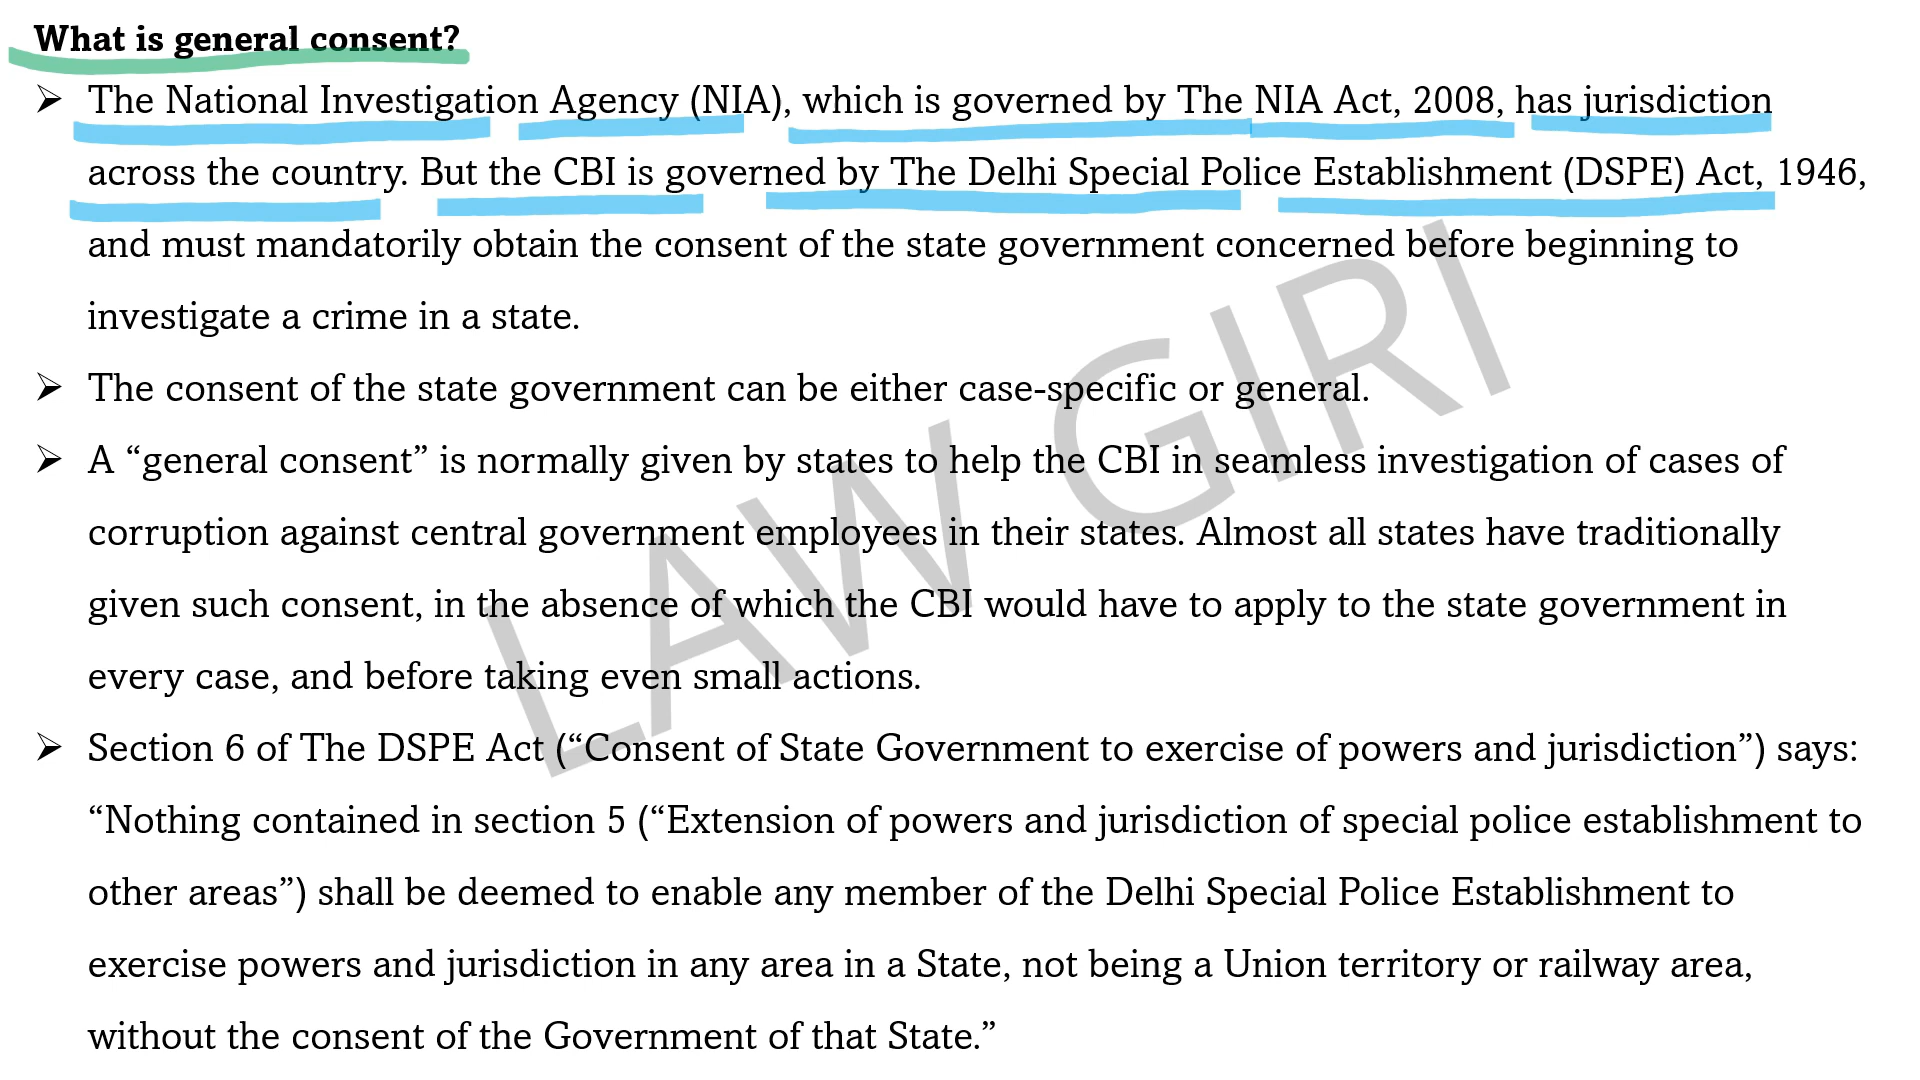 What is general consent?
➢ The National Investigation Agency (NIA), which is governed by The NIA Act, 2008, has jurisdiction
across the country. But the CBI is governed by The Delhi Special Police Establishment (DSPE) Act, 1946,
and must mandatorily obtain the consent of the state government concerned before beginning to
investigate a crime in a state.
➢ The consent of the state government can be either case-specific or general.
➢ A “general consent” is normally given by states to help the CBI in seamless investigation of cases of
corruption against central government employees in their states. Almost all states have traditionally
given such consent, in the absence of which the CBI would have to apply to the state government in
every case, and before taking even small actions.
➢ Section 6 of The DSPE Act (“Consent of State Government to exercise of powers and jurisdiction”) says:
“Nothing contained in section 5 (“Extension of powers and jurisdiction of special police establishment to
other areas”) shall be deemed to enable any member of the Delhi Special Police Establishment to
exercise powers and jurisdiction in any area in a State, not being a Union territory or railway area,
without the consent of the Government of that State.”
LAW GIRI